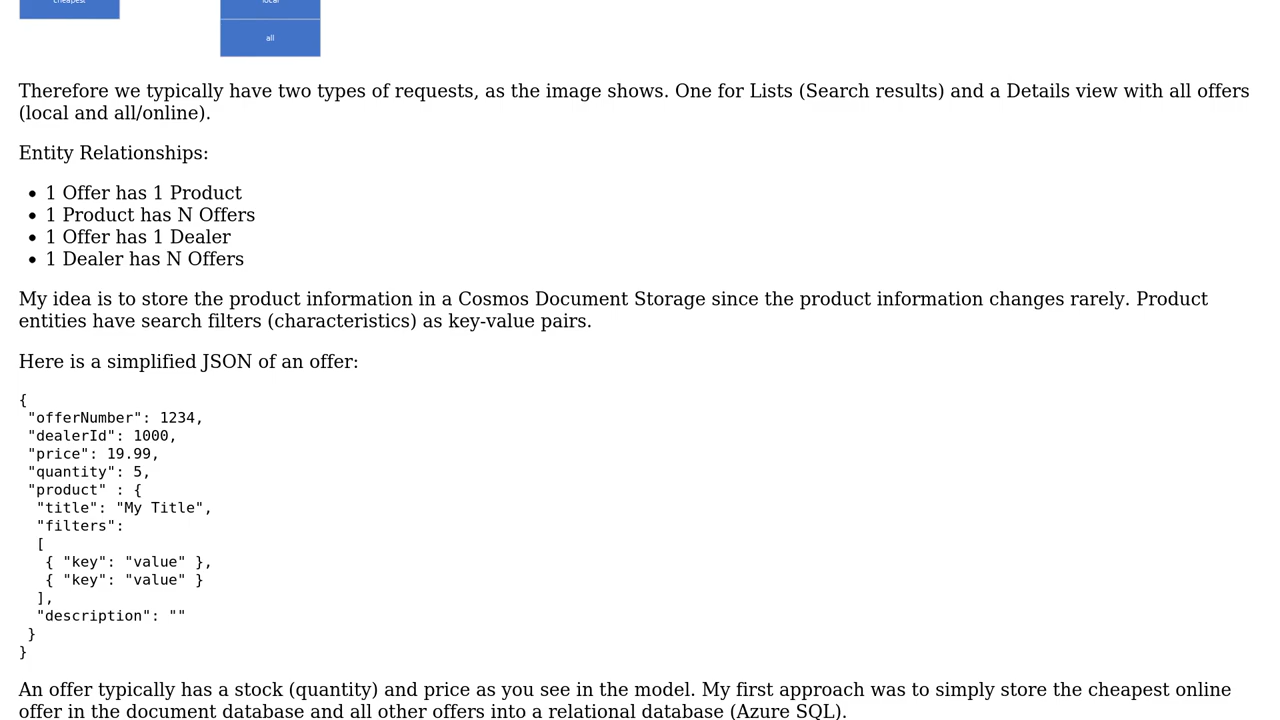 cheapest
local
all
Therefore we typically have two types of requests, as the image shows. One for Lists (Search results) and a Details view with all offers
(local and all/online).
Entity Relationships:
• 1 Offer has 1 Product
• 1 Product has N Offers
• 1 Offer has 1 Dealer
• 1 Dealer has N Offers
My idea is to store the product information in a Cosmos Document Storage since the product information changes rarely. Product
entities have search filters (characteristics) as key-value pairs.
Here is a simplified JSON of an offer:
{
 "offerNumber": 1234,
 "dealerId": 1000,
 "price": 19.99,
 "quantity": 5,
 "product" : {
  "title": "My Title",
  "filters":
  [
   { "key": "value" },
   { "key": "value" }
  ],
  "description": ""
 }
}
An offer typically has a stock (quantity) and price as you see in the model. My first approach was to simply store the cheapest online
offer in the document database and all other offers into a relational database (Azure SQL).